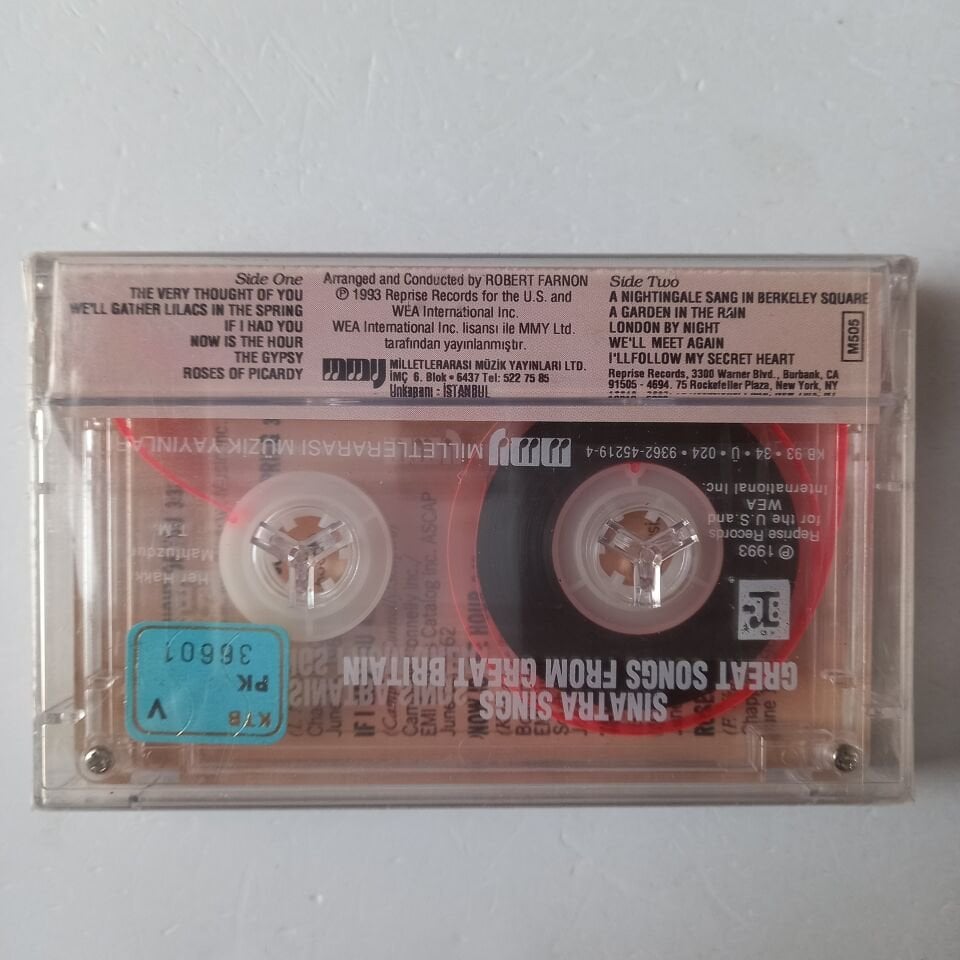 Side One
THE VERY THOUGHT OF YOU
WE'LL GATHER LILACS IN THE SPRING
IF I HAD YOU
NOW IS THE HOUR
THE GYPSY
ROSES OF PICARDY
Arranged and Conducted by ROBERT FARNON
℗ 1993 Reprise Records for the U.S. and
WEA International Inc.
WEA International Inc. lisansı ile MMY Ltd.
tarafından yayınlanmıştır.
mmy MİLLETLERARASI MÜZİK YAYINLARI LTD.
İMÇ 6. Blok • 6437 Tel: 522 75 85
Unkapanı - İSTANBUL
Side Two
A NIGHTINGALE SANG IN BERKELEY SQUARE
A GARDEN IN THE RAIN
LONDON BY NIGHT
WE'LL MEET AGAIN
I'LLFOLLOW MY SECRET HEART
Reprise Records, 3300 Warner Blvd., Burbank, CA
91505 - 4694. 75 Rockefeller Plaza, New York, NY
M505
SINATRA SINGS
GREAT SONGS FROM GREAT BRITAIN
℗ 1993
Reprise Records
for the U.S. and
WEA
International Inc.
KB 93 • 34 • Ü • 024 • 9362-45219-4
mmy MİLLETLERARASI MÜZİK YAYINLARI
Her Hakkı
Mahfuzdur
KTB V
PK
36601